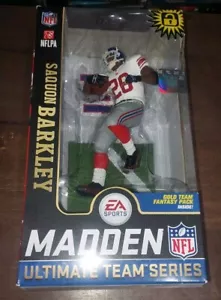 NFL
NFLPA
SAQUON
BARKLEY
26
GOLD TEAM
FANTASY PACK
INSIDE!
EA
SPORTS
MADDEN
NFL
ULTIMATE TEAM SERIES